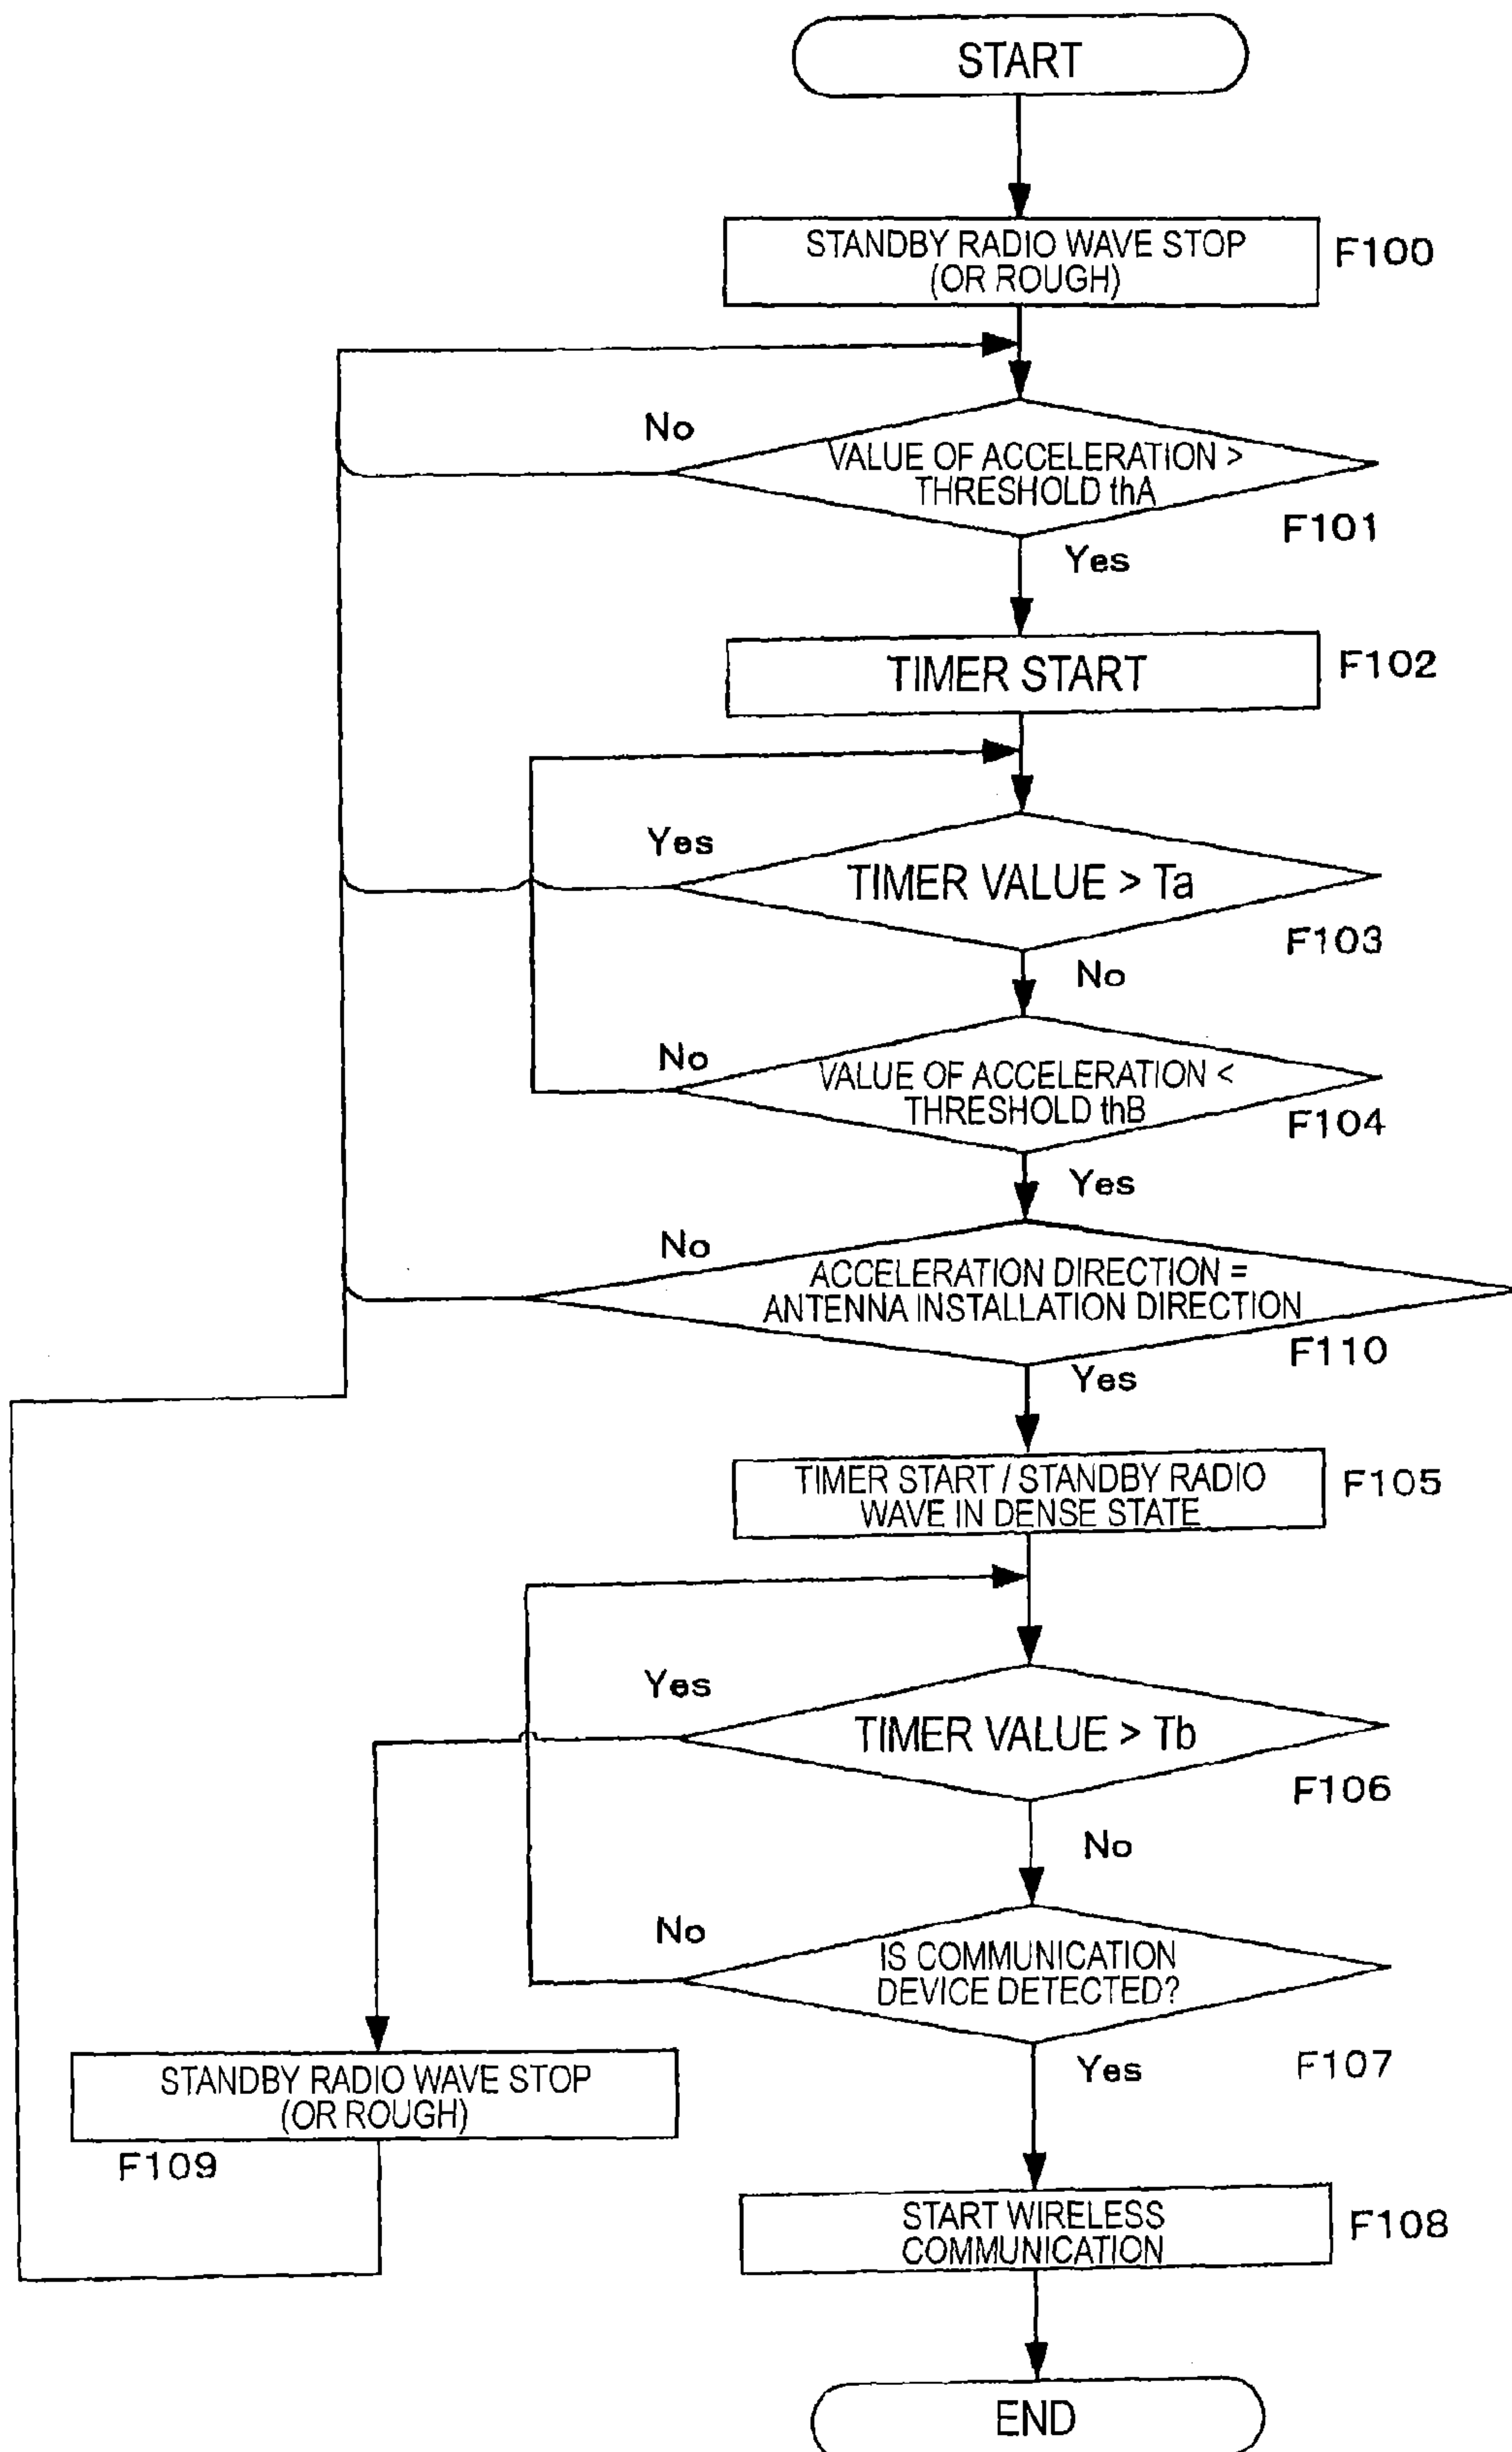 START
STANDBY RADIO WAVE STOP
(OR ROUGH)
F100
No
VALUE OF ACCELERATION >
THRESHOLD thA
F101
Yes
TIMER START
F102
Yes
TIMER VALUE > Ta
F103
No
No
VALUE OF ACCELERATION <
THRESHOLD thB
F104
Yes
No
ACCELERATION DIRECTION =
ANTENNA INSTALLATION DIRECTION
F110
Yes
TIMER START / STANDBY RADIO
WAVE IN DENSE STATE
F105
Yes
TIMER VALUE > Tb
F106
No
No
IS COMMUNICATION
DEVICE DETECTED?
F107
Yes
STANDBY RADIO WAVE STOP
(OR ROUGH)
F109
START WIRELESS
COMMUNICATION
F108
END